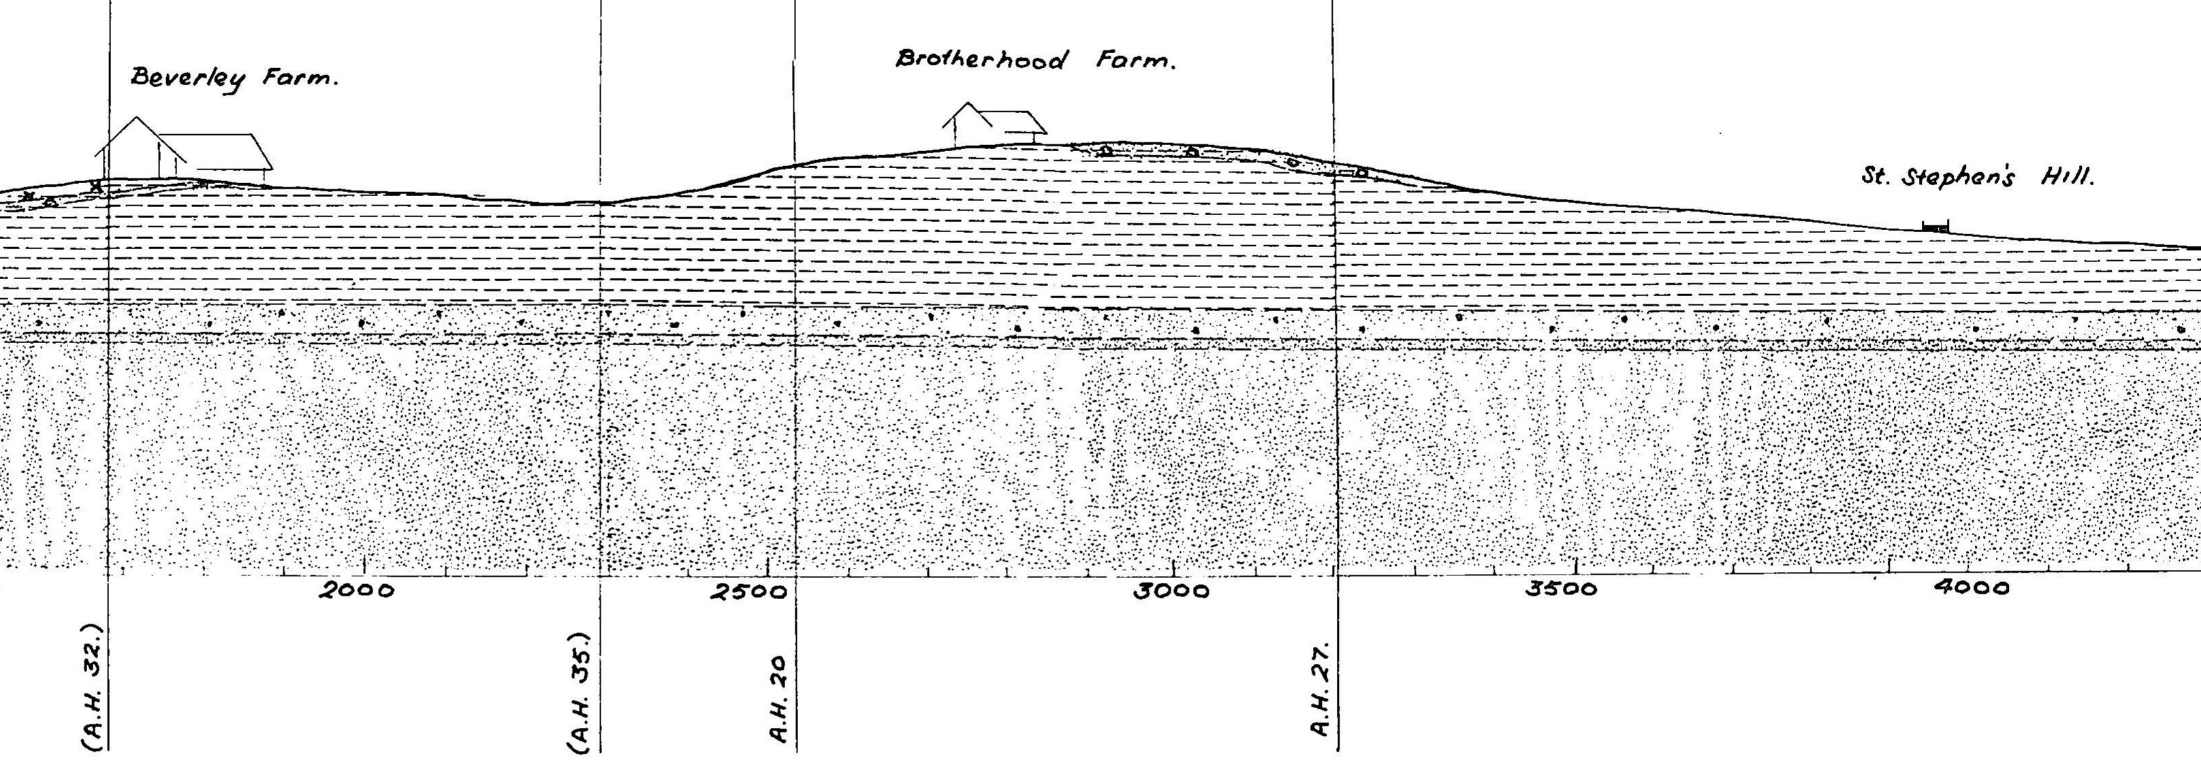 Brotherhood Farm.
Beverley Farm.
St. Stephen's Hill.
2000
2500
3000
3500
4000
(A.H. 32.)
(A.H. 35.)
A.H. 20
A.H. 27.